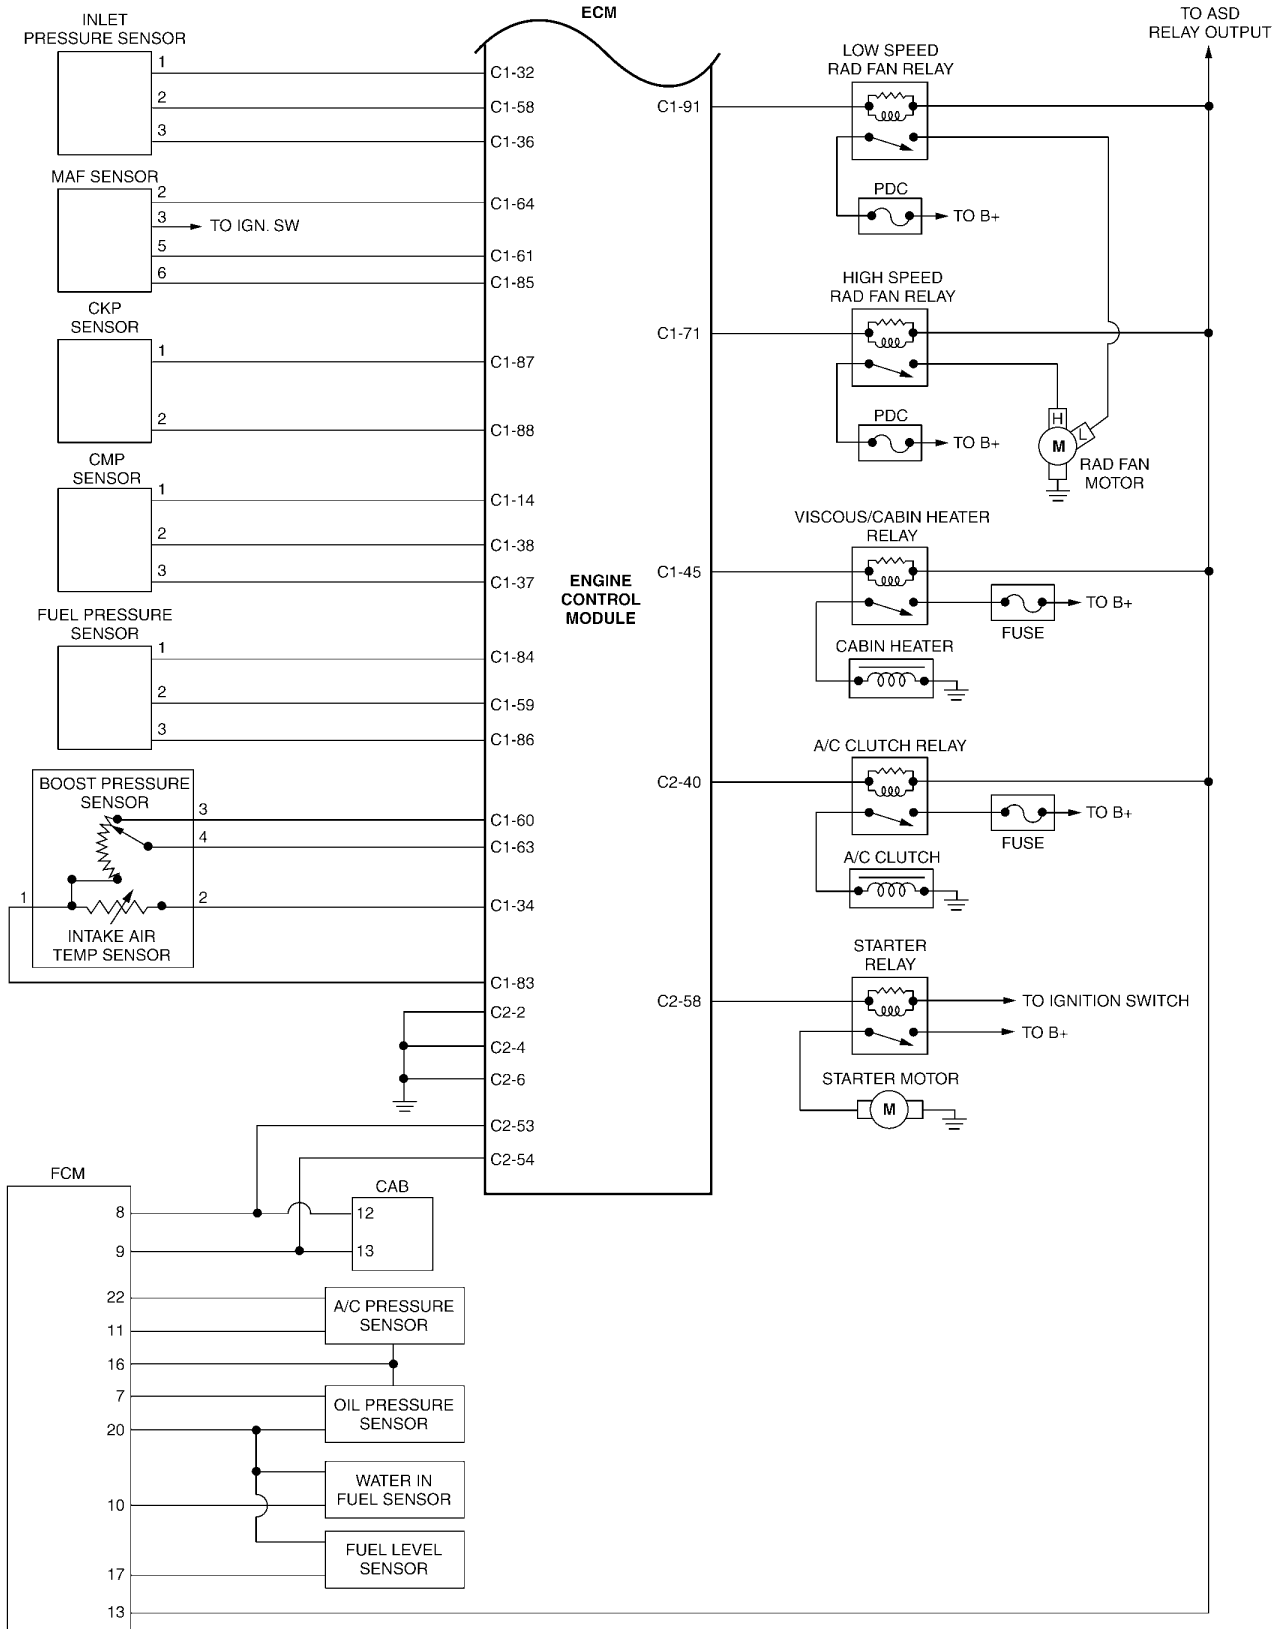 ECM
TO ASD
RELAY OUTPUT
INLET
PRESSURE SENSOR
1
2
3
C1-32
C1-58
C1-36
MAF SENSOR
2
3
TO IGN. SW
5
6
C1-64
C1-61
C1-85
CKP
SENSOR
1
2
C1-87
C1-88
CMP
SENSOR
1
2
3
C1-14
C1-38
C1-37
FUEL PRESSURE
SENSOR
1
2
3
C1-84
C1-59
C1-86
BOOST PRESSURE
SENSOR
3
4
1
2
INTAKE AIR
TEMP SENSOR
C1-60
C1-63
C1-34
C1-83
C2-2
C2-4
C2-6
C2-53
C2-54
ENGINE
CONTROL
MODULE
C1-91
C1-71
C1-45
C2-40
C2-58
LOW SPEED
RAD FAN RELAY
PDC
TO B+
HIGH SPEED
RAD FAN RELAY
PDC
TO B+
H
L
M
RAD FAN
MOTOR
VISCOUS/CABIN HEATER
RELAY
TO B+
FUSE
CABIN HEATER
A/C CLUTCH RELAY
TO B+
FUSE
A/C CLUTCH
STARTER
RELAY
TO IGNITION SWITCH
TO B+
STARTER MOTOR
M
FCM
8
9
22
11
16
7
20
10
17
13
CAB
12
13
A/C PRESSURE
SENSOR
OIL PRESSURE
SENSOR
WATER IN
FUEL SENSOR
FUEL LEVEL
SENSOR